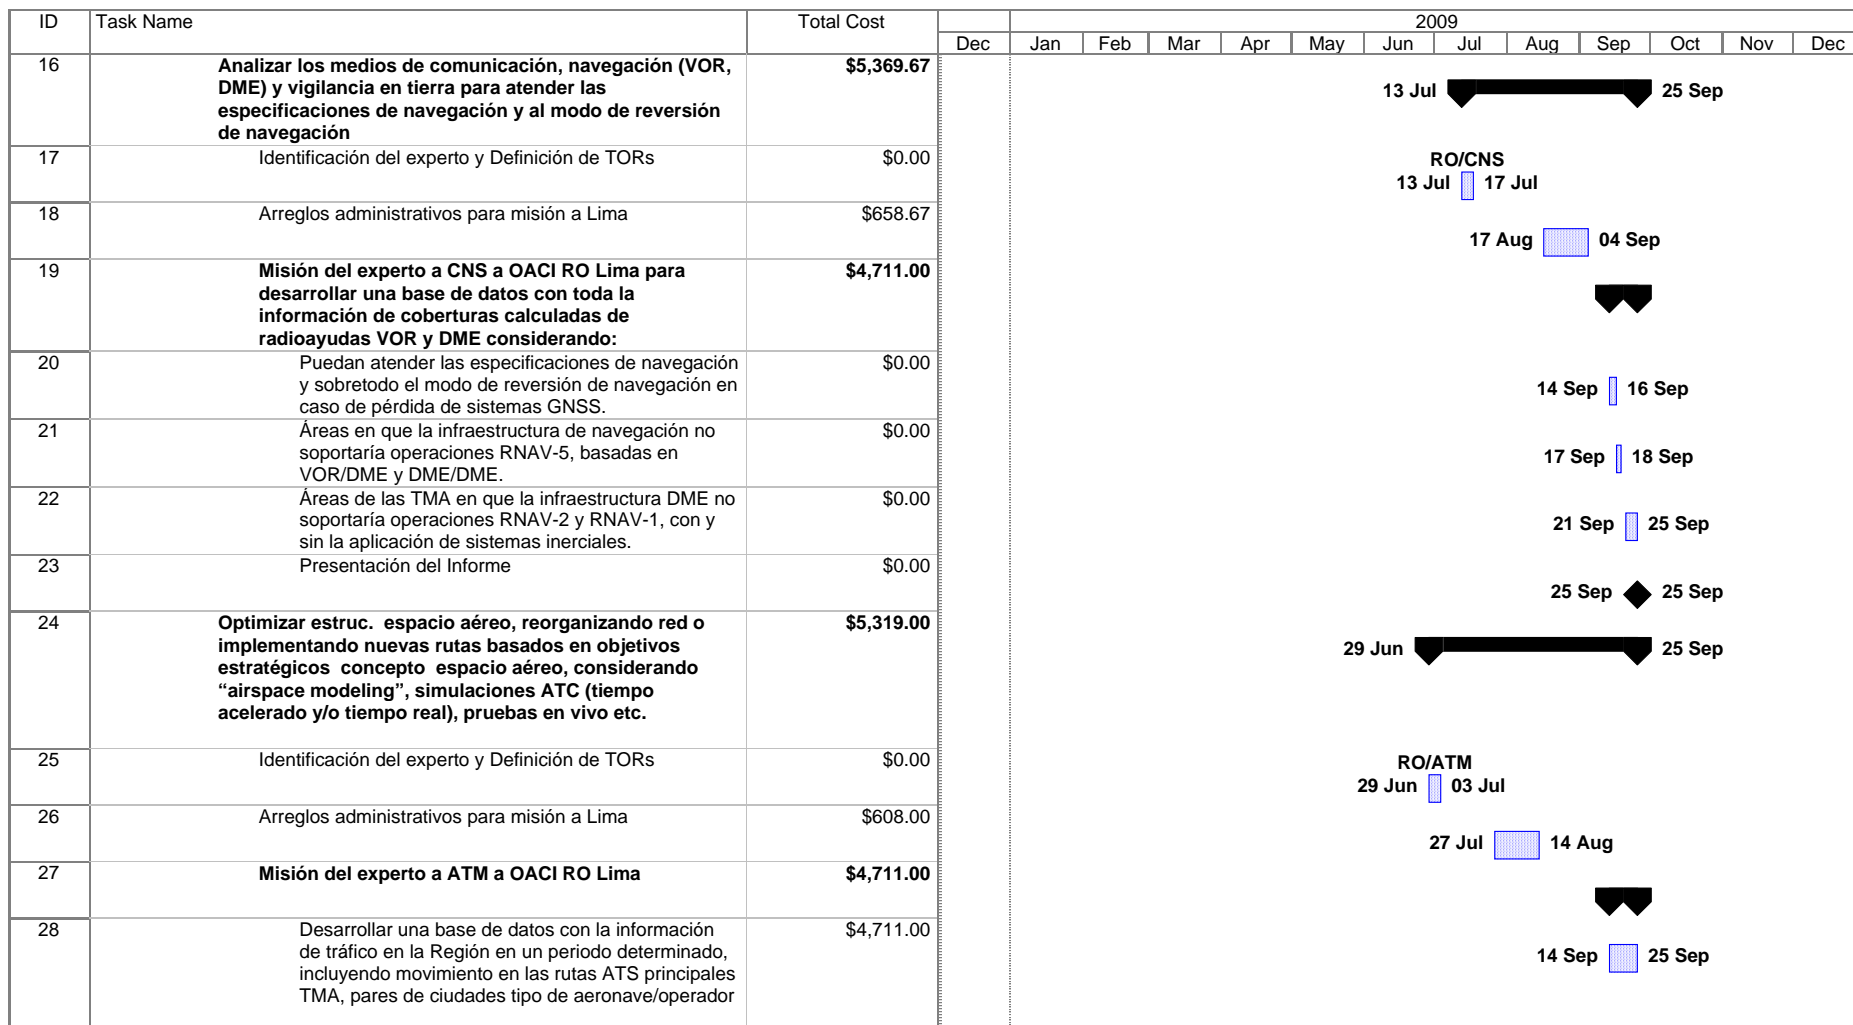 ID Task Name Total Cost 2009
Dec Jan Feb Mar Apr May Jun Jul Aug Sep Oct Nov Dec
16 Analizar los medios de comunicación, navegación (VOR, $5,369.67
DME) y vigilancia en tierra para atender las
13 Jul 25 Sep
especificaciones de navegación y al modo de reversión
de navegación
17 Identificación del experto y Definición de TORs $0.00 RO/CNS
13 Jul 17 Jul
18 Arreglos administrativos para misión a Lima $658.67
17 Aug 04 Sep
19 Misión del experto a CNS a OACI RO Lima para $4,711.00
desarrollar una base de datos con toda la
información de coberturas calculadas de
radioayudas VOR y DME considerando:
20 Puedan atender las especificaciones de navegación $0.00
y sobretodo el modo de reversión de navegación en
14 Sep 16 Sep
caso de pérdida de sistemas GNSS.
21 Áreas en que la infraestructura de navegación no $0.00
soportaría operaciones RNAV-5, basadas en
17 Sep 18 Sep
VOR/DME y DME/DME.
22 Áreas de las TMA en que la infraestructura DME no $0.00
soportaría operaciones RNAV-2 y RNAV-1, con y
21 Sep 25 Sep
sin la aplicación de sistemas inerciales.
23 Presentación del Informe $0.00
25 Sep 25 Sep
24 Optimizar estruc. espacio aéreo, reorganizando red o $5,319.00
implementando nuevas rutas basados en objetivos
29 Jun 25 Sep
estratégicos concepto espacio aéreo, considerando
“airspace modeling”, simulaciones ATC (tiempo
acelerado y/o tiempo real), pruebas en vivo etc.
25 Identificación del experto y Definición de TORs $0.00 RO/ATM
29 Jun 03 Jul
26 Arreglos administrativos para misión a Lima $608.00
27 Jul 14 Aug
27 Misión del experto a ATM a OACI RO Lima $4,711.00
28 Desarrollar una base de datos con la información $4,711.00
de tráfico en la Región en un periodo determinado,
14 Sep 25 Sep
incluyendo movimiento en las rutas ATS principales
TMA, pares de ciudades tipo de aeronave/operador